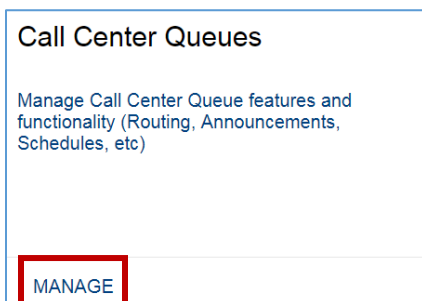 Call Center Queues
Manage Call Center Queue features and
functionality (Routing, Announcements,
Schedules, etc)
MANAGE